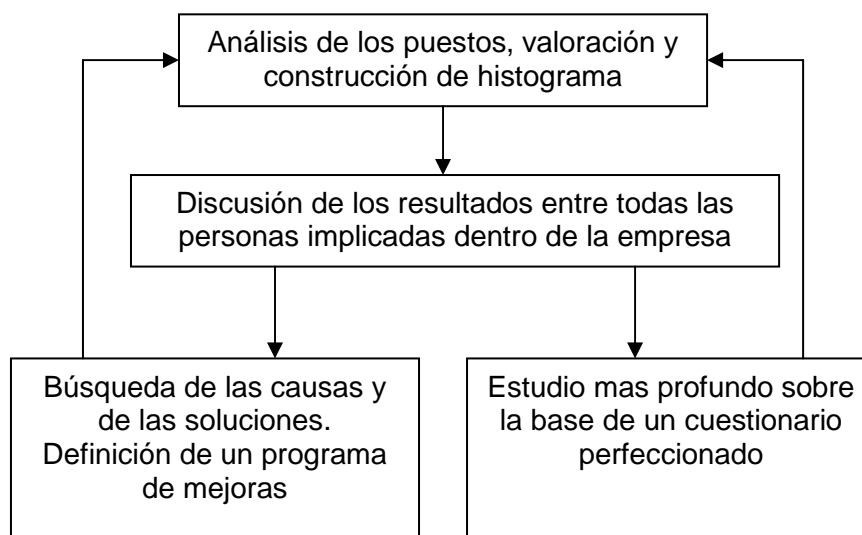 Análisis de los puestos, valoración y
construcción de histograma
Discusión de los resultados entre todas las
personas implicadas dentro de la empresa
Búsqueda de las causas y
de las soluciones.
Definición de un programa
de mejoras
Estudio mas profundo sobre
la base de un cuestionario
perfeccionado